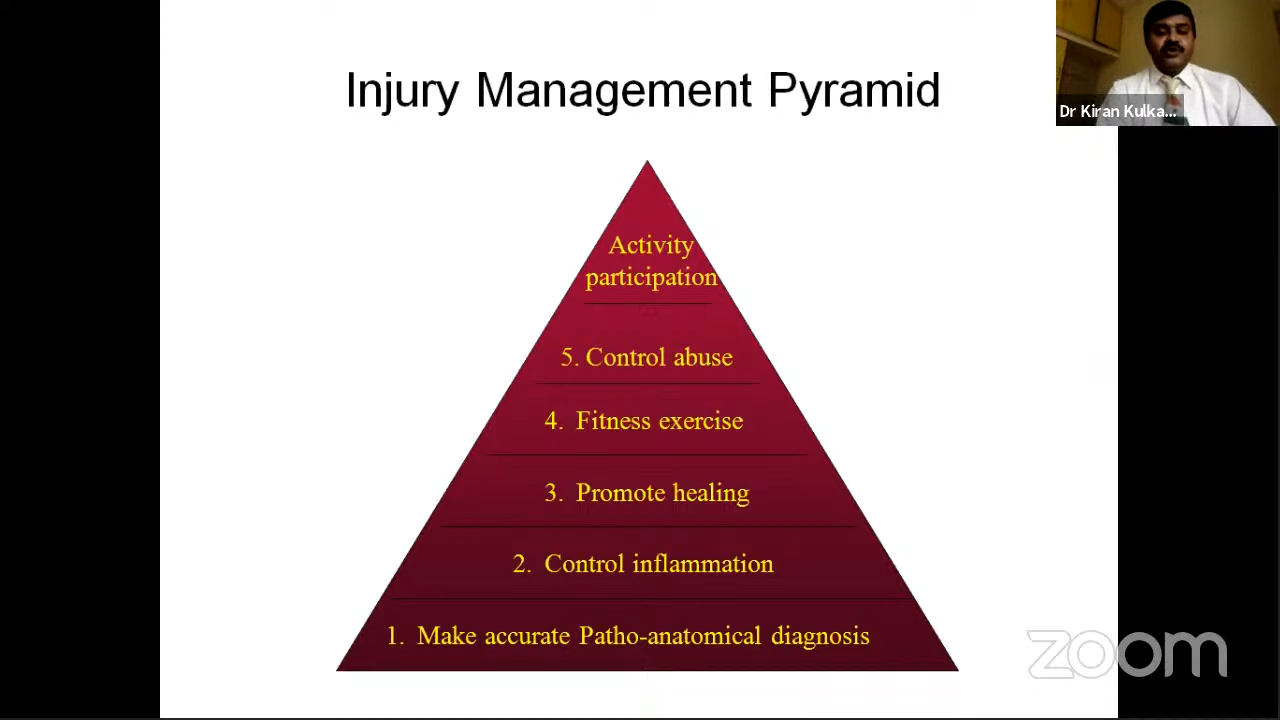 Injury Management Pyramid
Dr Kiran Kulka...
Activity
participation
5. Control abuse
4. Fitness exercise
3. Promote healing
2. Control inflammation
1. Make accurate Patho-anatomical diagnosis
zoom